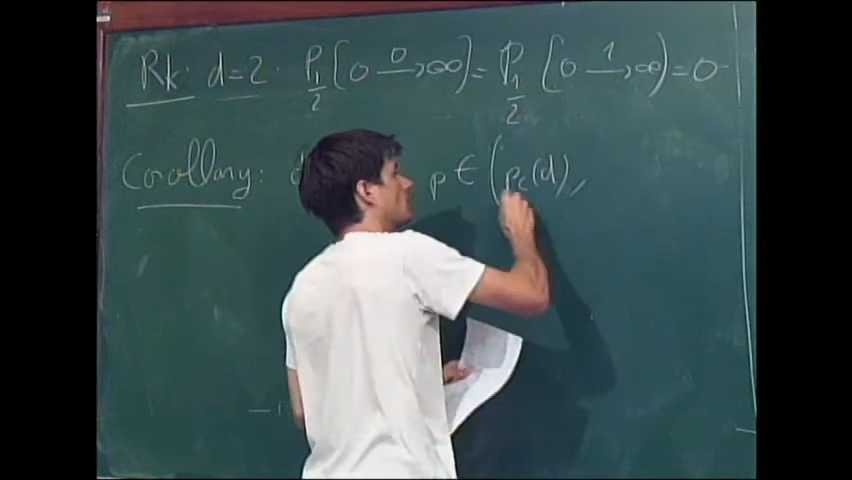 Rk: d=2. P_{1/2}(0 —0→ ∞) = P_{1/2}(0 —1→ ∞) = 0
Corollary: d p ∈ (p_c(d),